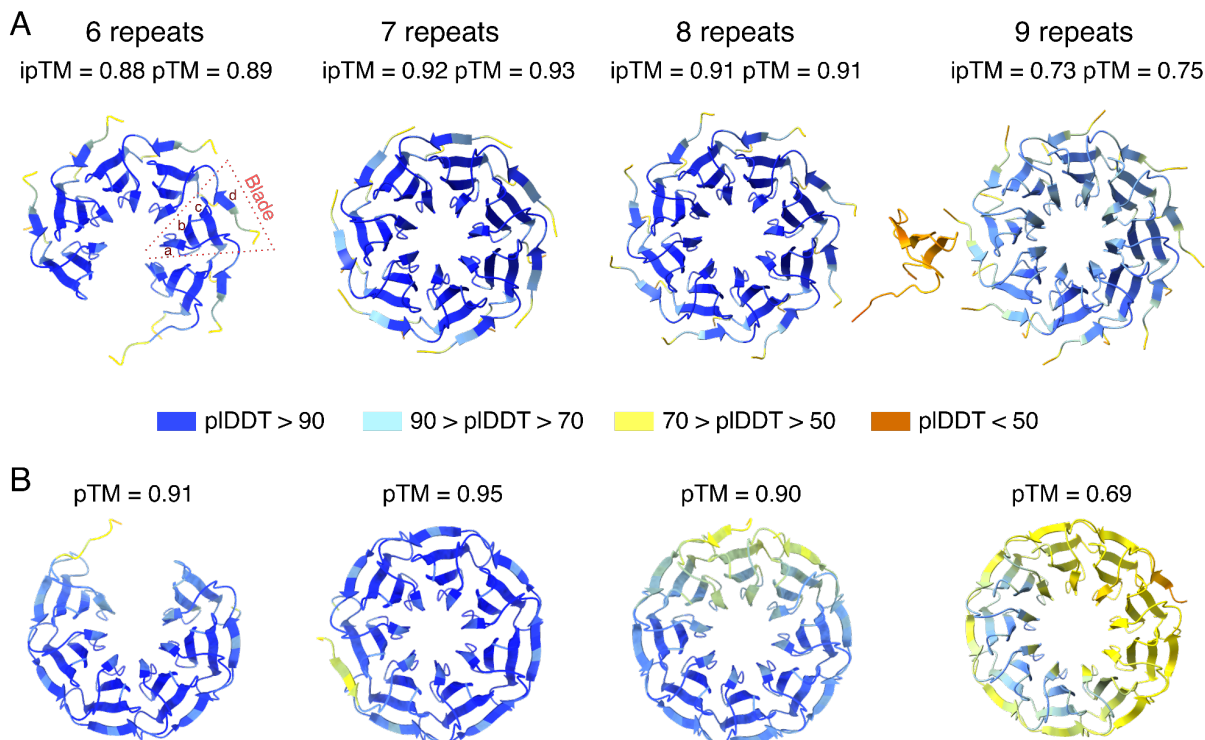 A
6 repeats
7 repeats
8 repeats
9 repeats
ipTM = 0.88 pTM = 0.89
ipTM = 0.92 pTM = 0.93
ipTM = 0.91 pTM = 0.91
ipTM = 0.73 pTM = 0.75
Blade
d
c
b
a
plDDT > 90
90 > plDDT > 70
70 > plDDT > 50
plDDT < 50
B
pTM = 0.91
pTM = 0.95
pTM = 0.90
pTM = 0.69